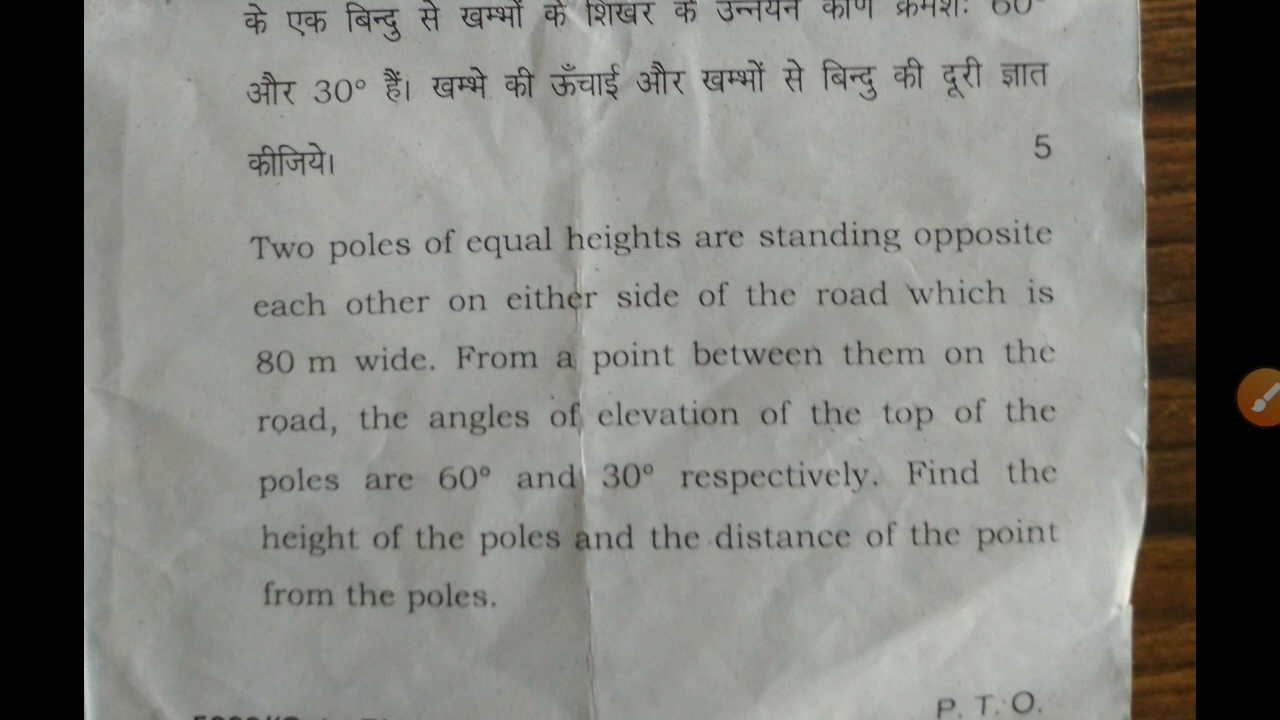 के एक बिन्दु से खम्भों के शिखर के उन्नयन कोण क्रमशः 60°
और 30° हैं। खम्भे की ऊँचाई और खम्भों से बिन्दु की दूरी ज्ञात
कीजिये। 5
Two poles of equal heights are standing opposite
each other on either side of the road which is
80 m wide. From a point between them on the
road, the angles of elevation of the top of the
poles are 60° and 30° respectively. Find the
height of the poles and the distance of the point
from the poles.
P. T. O.